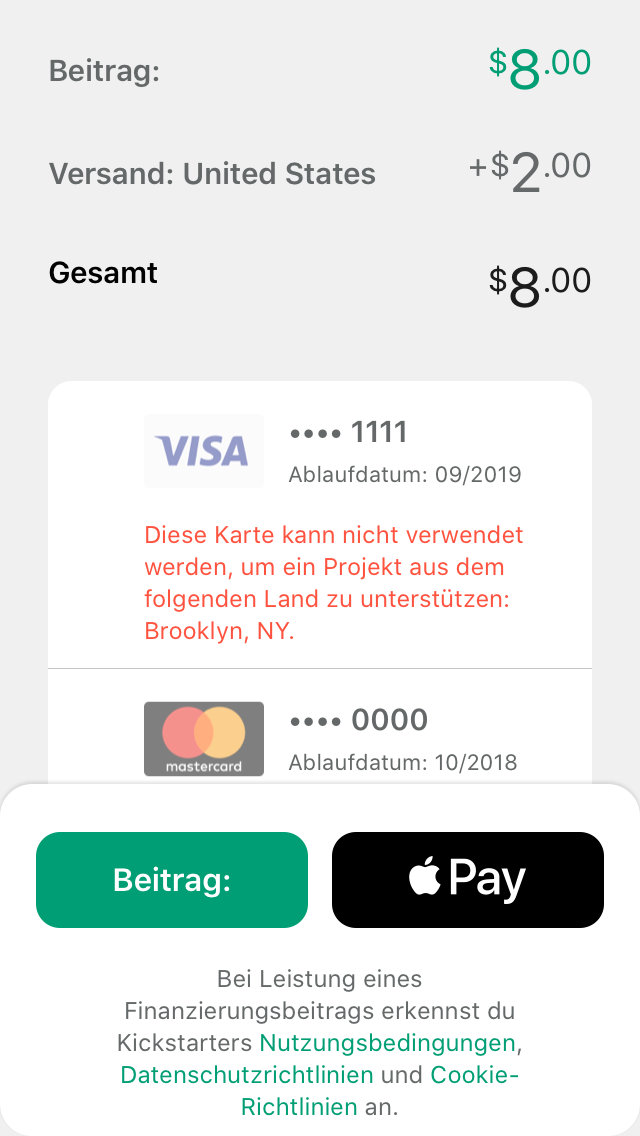 Beitrag: $8.00
Versand: United States +$2.00
Gesamt $8.00
VISA •••• 1111
Ablaufdatum: 09/2019
Diese Karte kann nicht verwendet
werden, um ein Projekt aus dem
folgenden Land zu unterstützen:
Brooklyn, NY.
mastercard •••• 0000
Ablaufdatum: 10/2018
Beitrag: Pay
Bei Leistung eines
Finanzierungsbeitrags erkennst du
Kickstarters Nutzungsbedingungen,
Datenschutzrichtlinien und Cookie-
Richtlinien an.